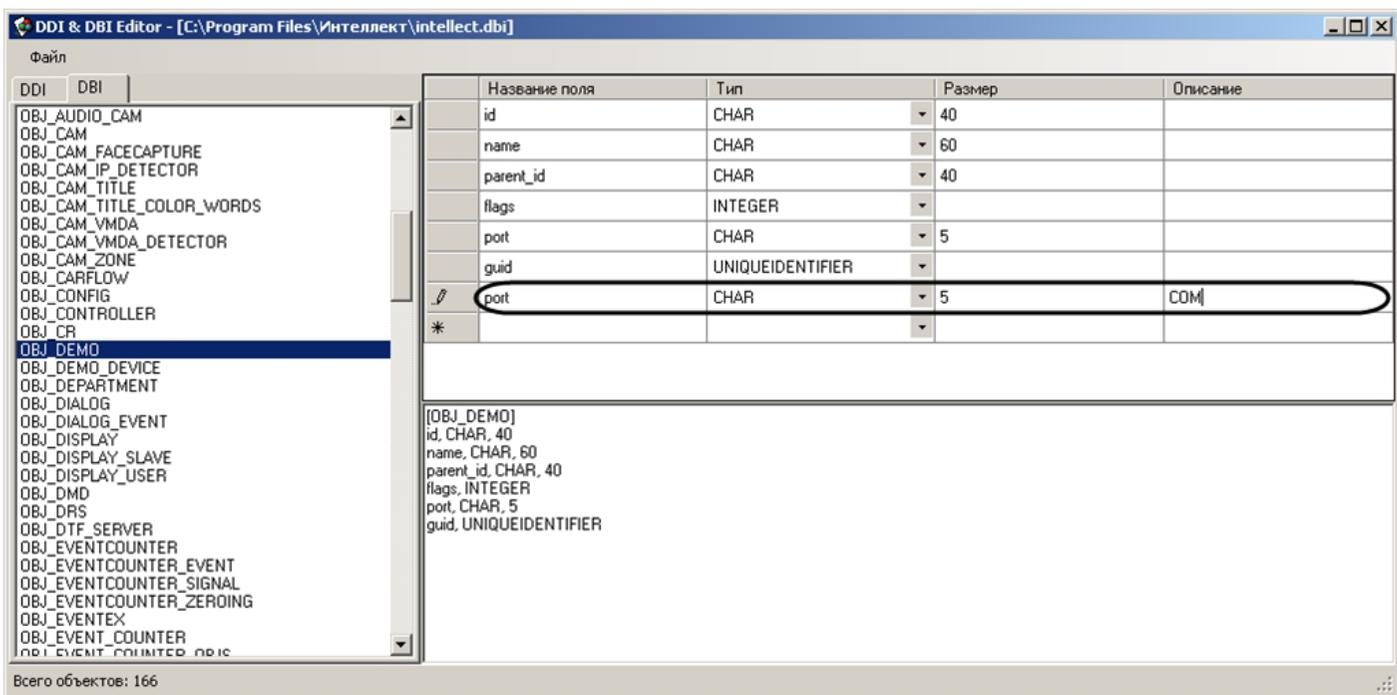 DDI & DBI Editor - [C:\Program Files\Интеллект\intellect.dbi]
Файл
DDI DBI
OBJ_AUDIO_CAM
OBJ_CAM
OBJ_CAM_FACECAPTURE
OBJ_CAM_IP_DETECTOR
OBJ_CAM_TITLE
OBJ_CAM_TITLE_COLOR_WORDS
OBJ_CAM_VMDA
OBJ_CAM_VMDA_DETECTOR
OBJ_CAM_ZONE
OBJ_CARFLOW
OBJ_CONFIG
OBJ_CONTROLLER
OBJ_CR
OBJ_DEMO
OBJ_DEMO_DEVICE
OBJ_DEPARTMENT
OBJ_DIALOG
OBJ_DIALOG_EVENT
OBJ_DISPLAY
OBJ_DISPLAY_SLAVE
OBJ_DISPLAY_USER
OBJ_DMD
OBJ_DRS
OBJ_DTF_SERVER
OBJ_EVENTCOUNTER
OBJ_EVENTCOUNTER_EVENT
OBJ_EVENTCOUNTER_SIGNAL
OBJ_EVENTCOUNTER_ZEROING
OBJ_EVENTEX
OBJ_EVENT_COUNTER
OBJ_EVENT_COUNTER_OBJS
Название поля Тип Размер Описание
id CHAR 40
name CHAR 60
parent_id CHAR 40
flags INTEGER
port CHAR 5
guid UNIQUEIDENTIFIER
port CHAR 5 COM
[OBJ_DEMO]
id, CHAR, 40
name, CHAR, 60
parent_id, CHAR, 40
flags, INTEGER
port, CHAR, 5
guid, UNIQUEIDENTIFIER
Всего объектов: 166